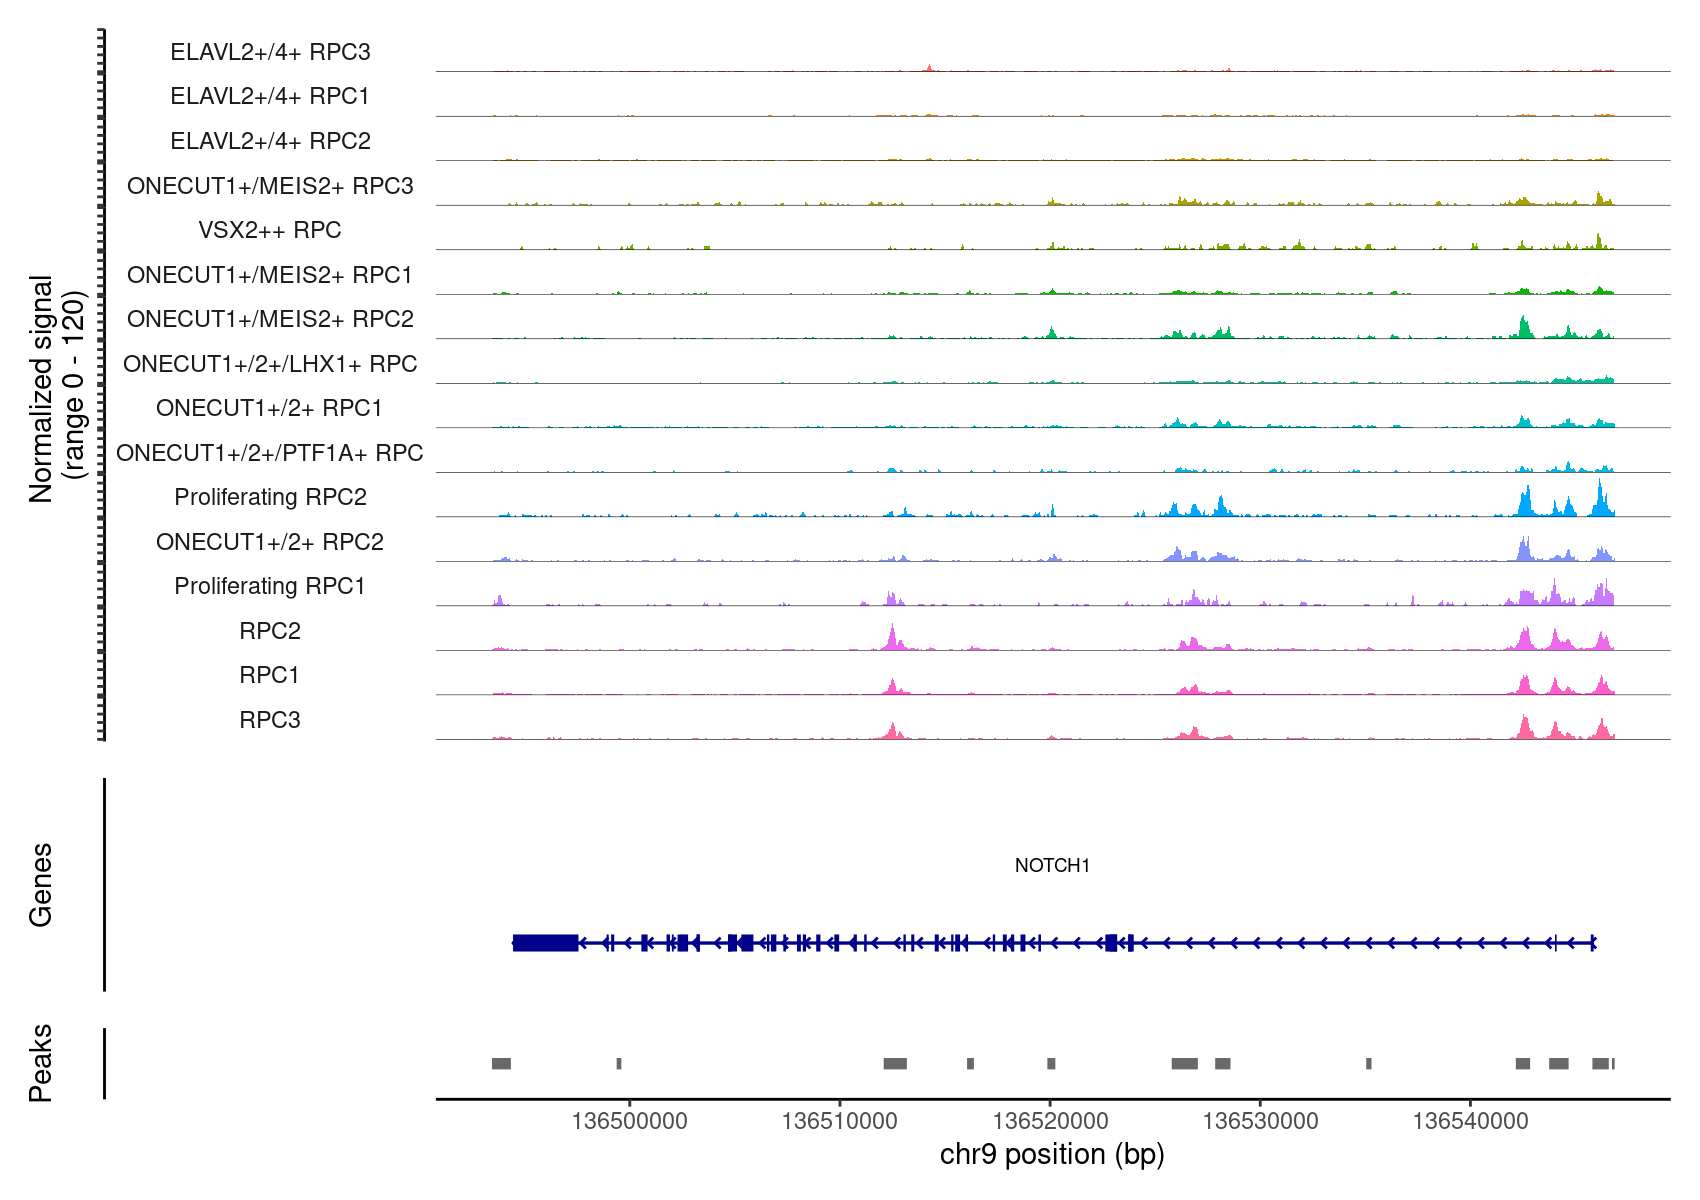 Normalized signal
(range 0 - 120)
ELAVL2+/4+ RPC3
ELAVL2+/4+ RPC1
ELAVL2+/4+ RPC2
ONECUT1+/MEIS2+ RPC3
VSX2++ RPC
ONECUT1+/MEIS2+ RPC1
ONECUT1+/MEIS2+ RPC2
ONECUT1+/2+/LHX1+ RPC
ONECUT1+/2+ RPC1
ONECUT1+/2+/PTF1A+ RPC
Proliferating RPC2
ONECUT1+/2+ RPC2
Proliferating RPC1
RPC2
RPC1
RPC3
Genes
NOTCH1
Peaks
136500000 136510000 136520000 136530000 136540000
chr9 position (bp)